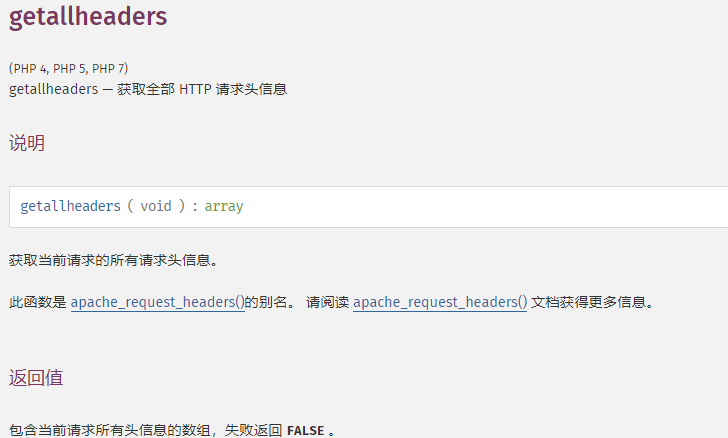 getallheaders
(PHP 4, PHP 5, PHP 7)
getallheaders — 获取全部 HTTP 请求头信息
说明
getallheaders ( void ) : array
获取当前请求的所有请求头信息。
此函数是 apache_request_headers()的别名。 请阅读 apache_request_headers() 文档获得更多信息。
返回值
包含当前请求所有头信息的数组，失败返回 FALSE 。